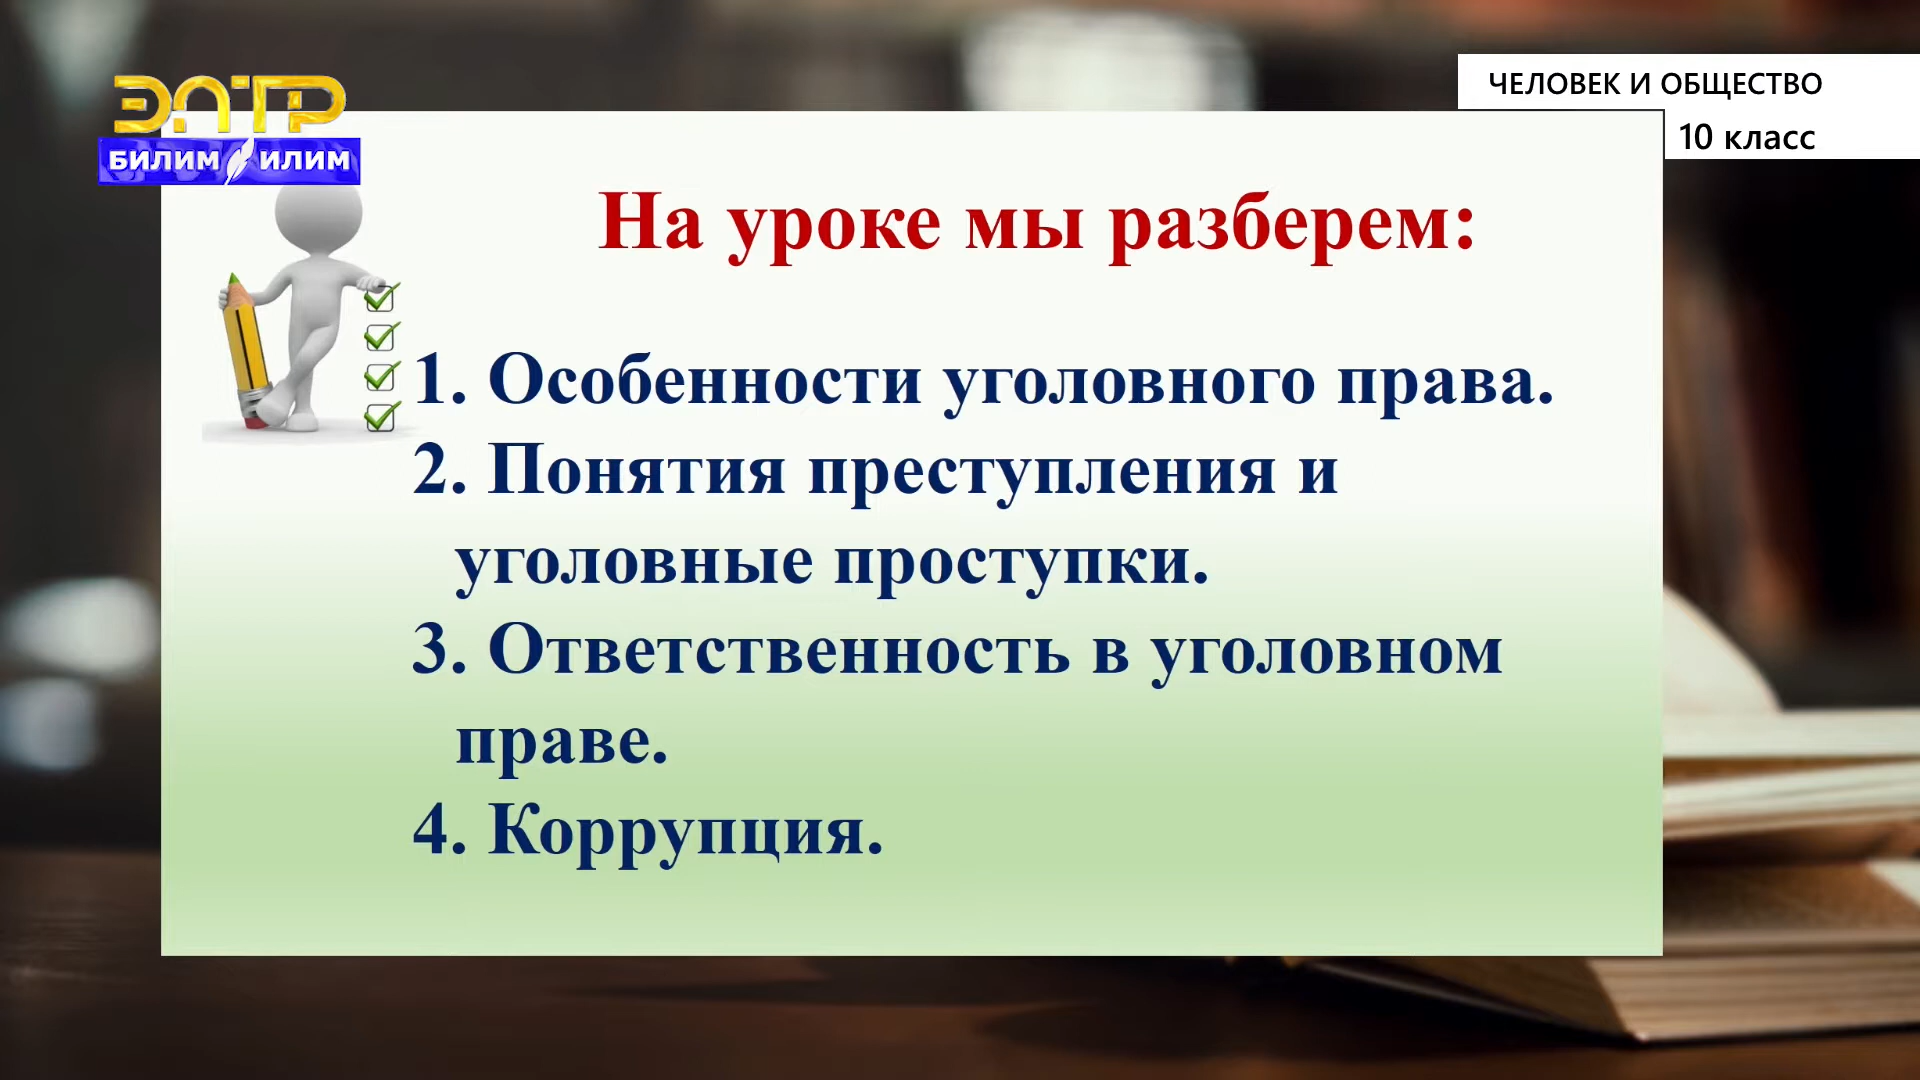 ЭЛТР
БИЛИМ ИЛИМ
ЧЕЛОВЕК И ОБЩЕСТВО
10 класс
На уроке мы разберем:
1. Особенности уголовного права.
2. Понятия преступления и
уголовные проступки.
3. Ответственность в уголовном
праве.
4. Коррупция.